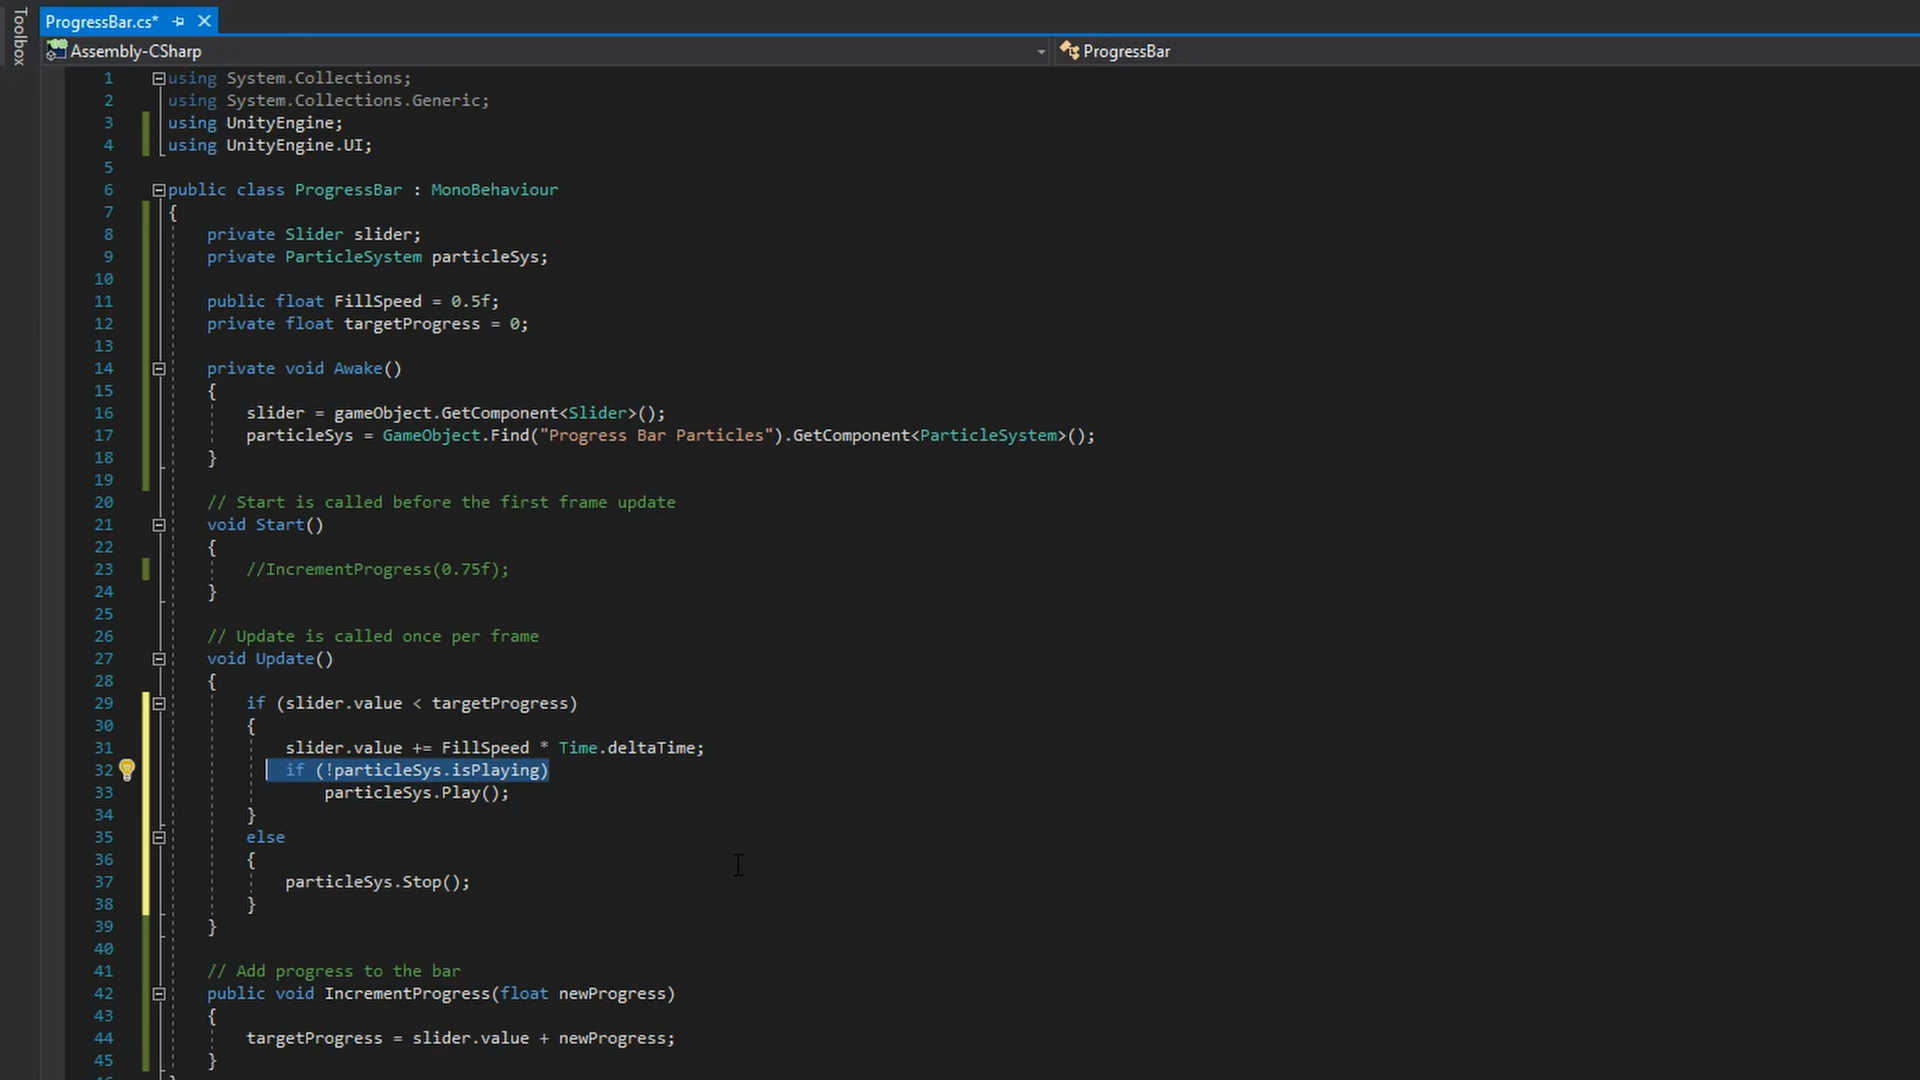 Toolbox
ProgressBar.cs*
Assembly-CSharp
ProgressBar
1 using System.Collections;
2 using System.Collections.Generic;
3 using UnityEngine;
4 using UnityEngine.UI;
5
6 public class ProgressBar : MonoBehaviour
7 {
8 private Slider slider;
9 private ParticleSystem particleSys;
10
11 public float FillSpeed = 0.5f;
12 private float targetProgress = 0;
13
14 private void Awake()
15 {
16 slider = gameObject.GetComponent<Slider>();
17 particleSys = GameObject.Find("Progress Bar Particles").GetComponent<ParticleSystem>();
18 }
19
20 // Start is called before the first frame update
21 void Start()
22 {
23 //IncrementProgress(0.75f);
24 }
25
26 // Update is called once per frame
27 void Update()
28 {
29 if (slider.value < targetProgress)
30 {
31 slider.value += FillSpeed * Time.deltaTime;
32 if (!particleSys.isPlaying)
33 particleSys.Play();
34 }
35 else
36 {
37 particleSys.Stop();
38 }
39 }
40
41 // Add progress to the bar
42 public void IncrementProgress(float newProgress)
43 {
44 targetProgress = slider.value + newProgress;
45 }